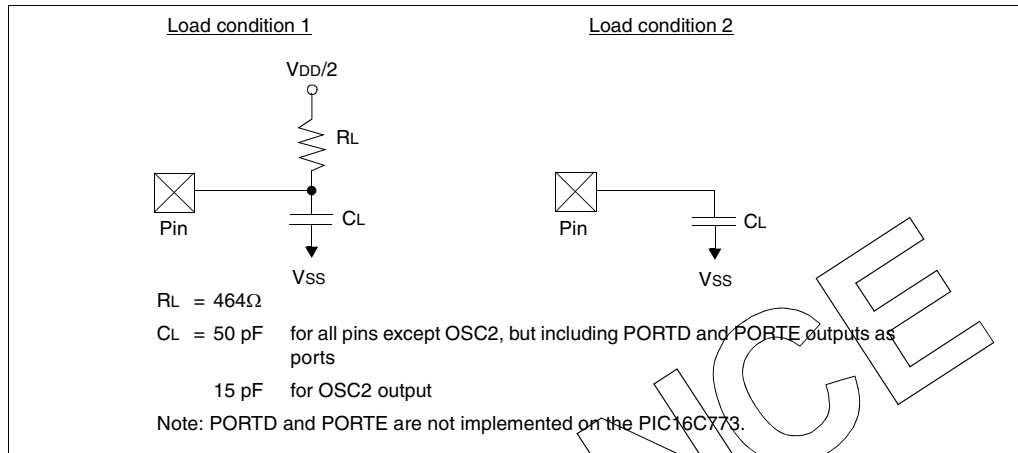 Load condition 1
Load condition 2
VDD/2
RL
Pin
CL
VSS
Pin
CL
VSS
RL = 464Ω
CL = 50 pF for all pins except OSC2, but including PORTD and PORTE outputs as
ports
15 pF for OSC2 output
Note: PORTD and PORTE are not implemented on the PIC16C773.
NCE